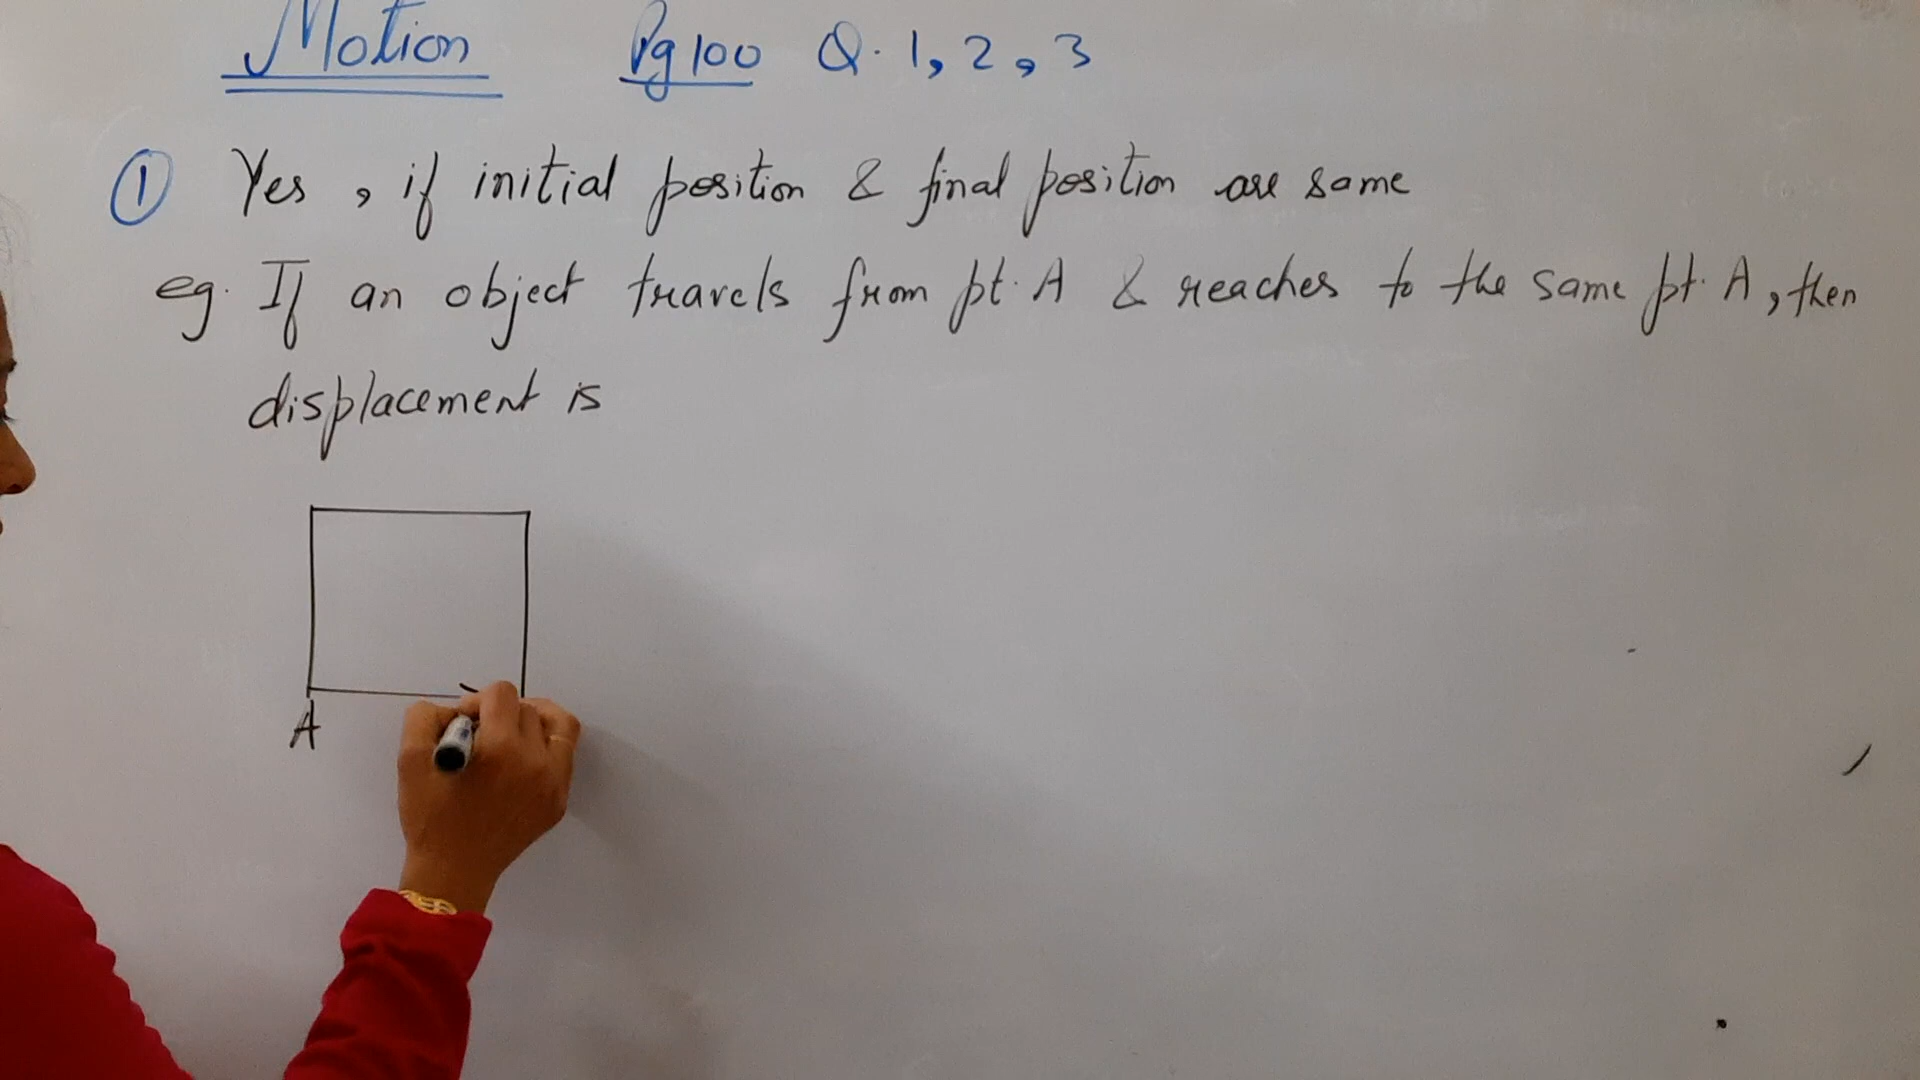 Motion Pg 100 Q. 1, 2, 3
① Yes, if initial position & final position are same
eg. If an object travels from pt. A & reaches to the same pt. A, then
displacement is
A